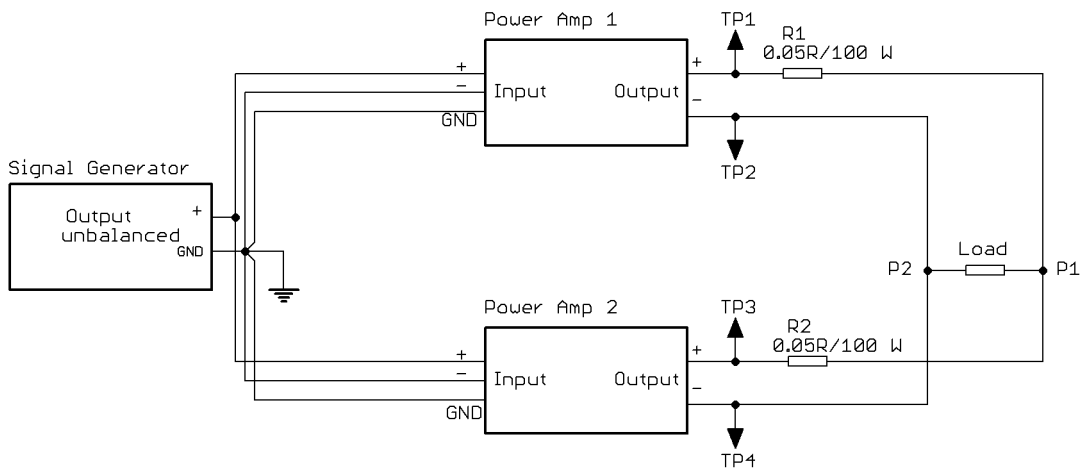 Power Amp 1
TP1
R1
0.05R/100 W
+
-
Input
Output
+
-
GND
TP2
Signal Generator
Output
unbalanced
+
GND
Load
P2
P1
Power Amp 2
TP3
R2
0.05R/100 W
+
-
Input
Output
+
-
GND
TP4